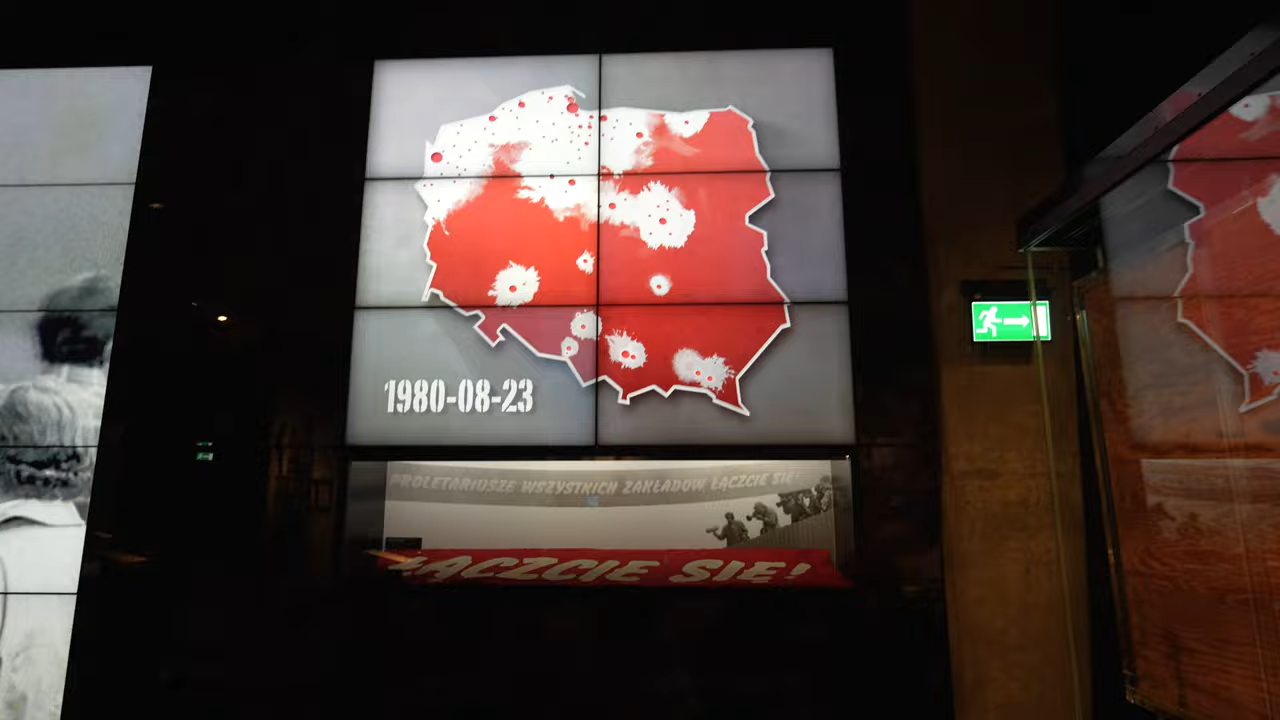 1980-08-23
PROLETARIUSZE WSZYSTKICH ZAKŁADÓW ŁĄCZCIE SIĘ!
ŁĄCZCIE SIĘ!